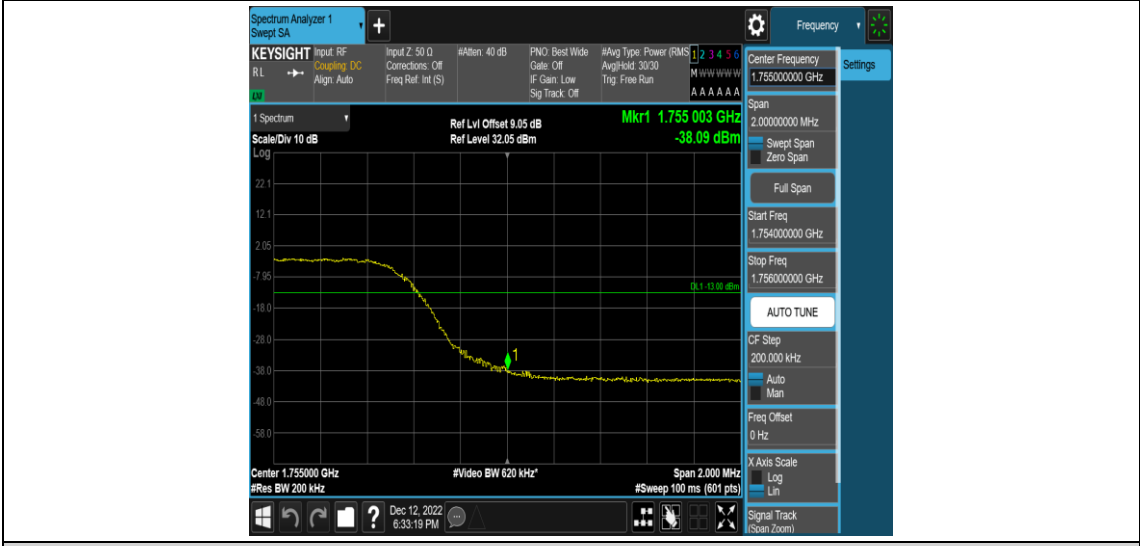 Spectrum Analyzer 1
Swept SA
+
Frequency
KEYSIGHT
RL
Input: RF
Coupling: DC
Align: Auto
Input Z: 50 Ω
Corrections: Off
Freq Ref: Int (S)
#Atten: 40 dB
PNO: Best Wide
Gate: Off
IF Gain: Low
Sig Track: Off
#Avg Type: Power (RMS
Avg|Hold: 30/30
Trig: Free Run
1 2 3 4 5 6
M W W W W W
A A A A A A
1 Spectrum
Scale/Div 10 dB
Log
Ref Lvl Offset 9.05 dB
Ref Level 32.05 dBm
Mkr1 1.755 003 GHz
-38.09 dBm
22.1
12.1
2.05
-7.95
-18.0
-28.0
-38.0
-48.0
-58.0
DL1 -13.00 dBm
1
Center 1.755000 GHz
#Res BW 200 kHz
#Video BW 620 kHz*
Span 2.000 MHz
#Sweep 100 ms (601 pts)
Center Frequency
1.755000000 GHz
Settings
Span
2.00000000 MHz
Swept Span
Zero Span
Full Span
Start Freq
1.754000000 GHz
Stop Freq
1.756000000 GHz
AUTO TUNE
CF Step
200.000 kHz
Auto
Man
Freq Offset
0 Hz
X Axis Scale
Log
Lin
Signal Track
(Span Zoom)
?
Dec 12, 2022
6:33:19 PM